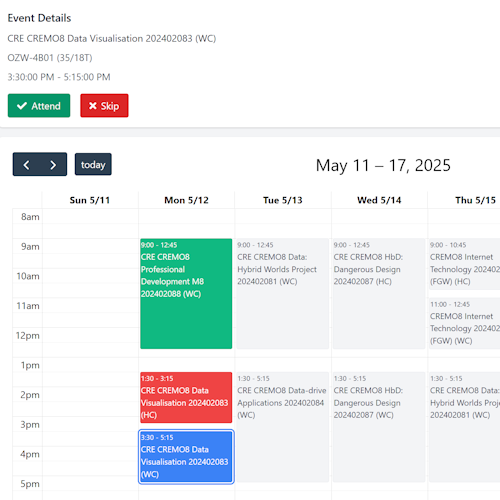 Event Details
CRE CREMO8 Data Visualisation 202402083 (WC)
OZW-4B01 (35/18T)
3:30:00 PM - 5:15:00 PM
Attend
Skip
today
May 11 – 17, 2025
Sun 5/11
Mon 5/12
Tue 5/13
Wed 5/14
Thu 5/15
8am
9am
10am
11am
12pm
1pm
2pm
3pm
4pm
5pm
9:00 - 12:45
CRE CREMO8
Professional
Development M8
202402088 (WC)
1:30 - 3:15
CRE CREMO8 Data
Visualisation 202402083
(HC)
3:30 - 5:15
CRE CREMO8 Data
Visualisation 202402083
(WC)
9:00 - 12:45
CRE CREMO8 Data:
Hybrid Worlds Project
202402081 (WC)
1:30 - 5:15
CRE CREMO8 Data-drive
Applications 202402084
(WC)
9:00 - 12:45
CRE CREMO8 HbD:
Dangerous Design
202402087 (HC)
1:30 - 5:15
CRE CREMO8 HbD:
Dangerous Design
202402087 (WC)
9:00 - 10:45
CREMO8 Internet
Technology 202402
(FGW) (HC)
11:00 - 12:45
CREMO8 Internet
Technology 202402
(FGW) (WC)
1:30 - 5:15
CRE CREMO8 Data:
Hybrid Worlds Proj
202402081 (WC)